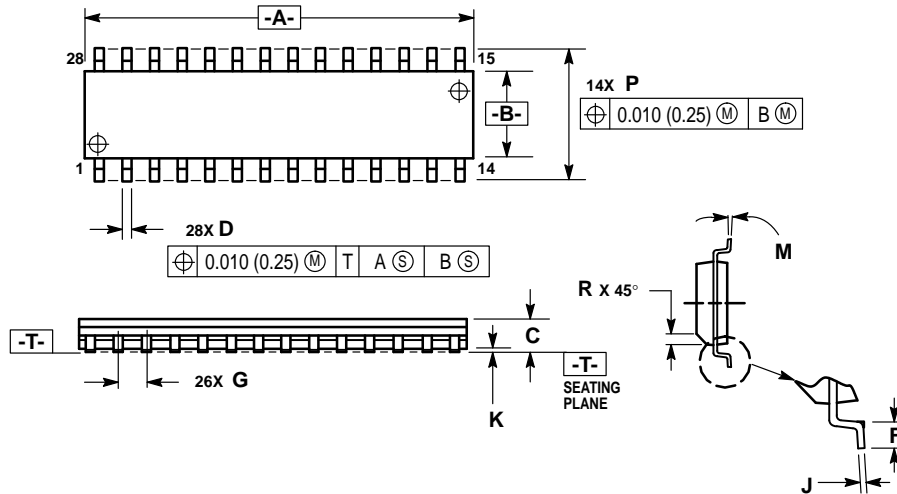 -A-
28
15
14X P
-B-
⌖ 0.010 (0.25) Ⓜ B Ⓜ
1
14
28X D
M
⌖ 0.010 (0.25) Ⓜ T A Ⓢ B Ⓢ
R X 45°
-T-
C
-T-
26X G
SEATING
PLANE
K
F
J